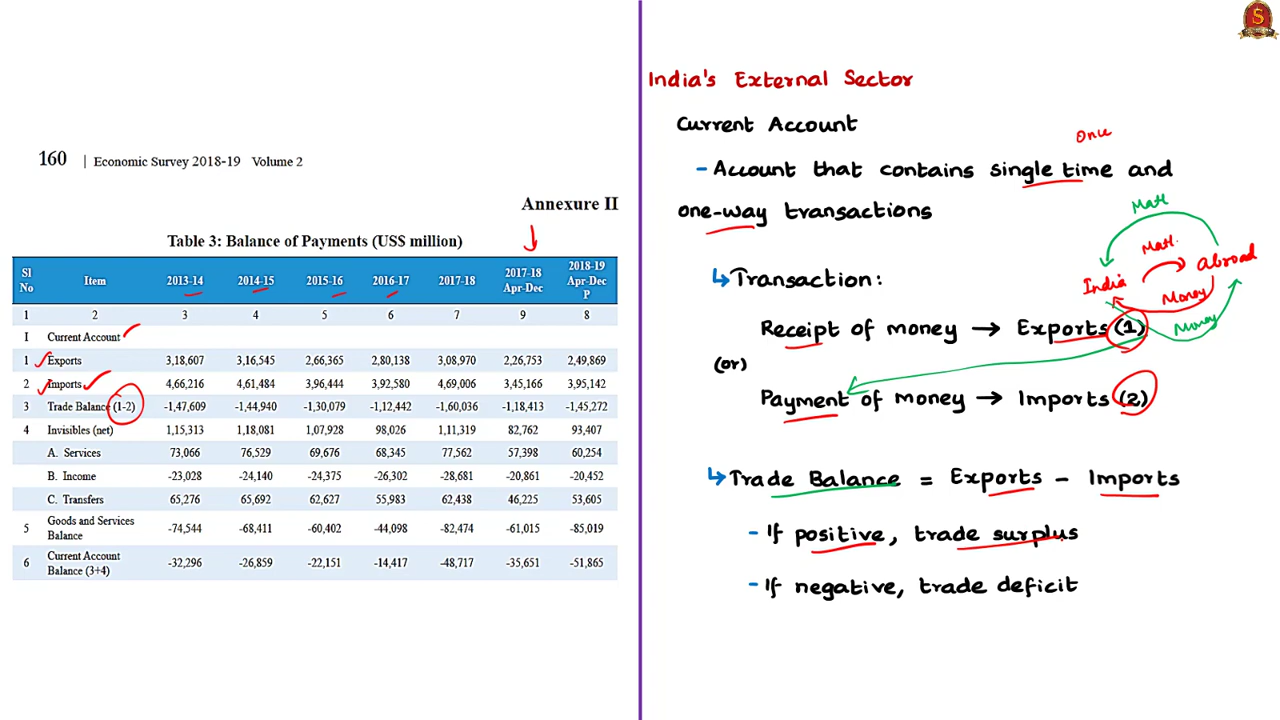 160 | Economic Survey 2018-19 Volume 2
Annexure II
Table 3: Balance of Payments (US$ million)
Sl No Item 2013-14 2014-15 2015-16 2016-17 2017-18 2017-18 Apr-Dec 2018-19 Apr-Dec P
1 2 3 4 5 6 7 9 8
I Current Account
1 Exports 3,18,607 3,16,545 2,66,365 2,80,138 3,08,970 2,26,753 2,49,869
2 Imports 4,66,216 4,61,484 3,96,444 3,92,580 4,69,006 3,45,166 3,95,142
3 Trade Balance (1-2) -1,47,609 -1,44,940 -1,30,079 -1,12,442 -1,60,036 -1,18,413 -1,45,272
4 Invisibles (net) 1,15,313 1,18,081 1,07,928 98,026 1,11,319 82,762 93,407
A. Services 73,066 76,529 69,676 68,345 77,562 57,398 60,254
B. Income -23,028 -24,140 -24,375 -26,302 -28,681 -20,861 -20,452
C. Transfers 65,276 65,692 62,627 55,983 62,438 46,225 53,605
5 Goods and Services Balance -74,544 -68,411 -60,402 -44,098 -82,474 -61,015 -85,019
6 Current Account Balance (3+4) -32,296 -26,859 -22,151 -14,417 -48,717 -35,651 -51,865
S
India's External Sector
Current Account
Once
- Account that contains single time and
one-way transactions
Matl
Matl.
abroad
India
Money
Money
Transaction:
Receipt of money → Exports (1)
(or)
Payment of money → Imports (2)
Trade Balance = Exports - Imports
- If positive, trade surplus
- If negative, trade deficit